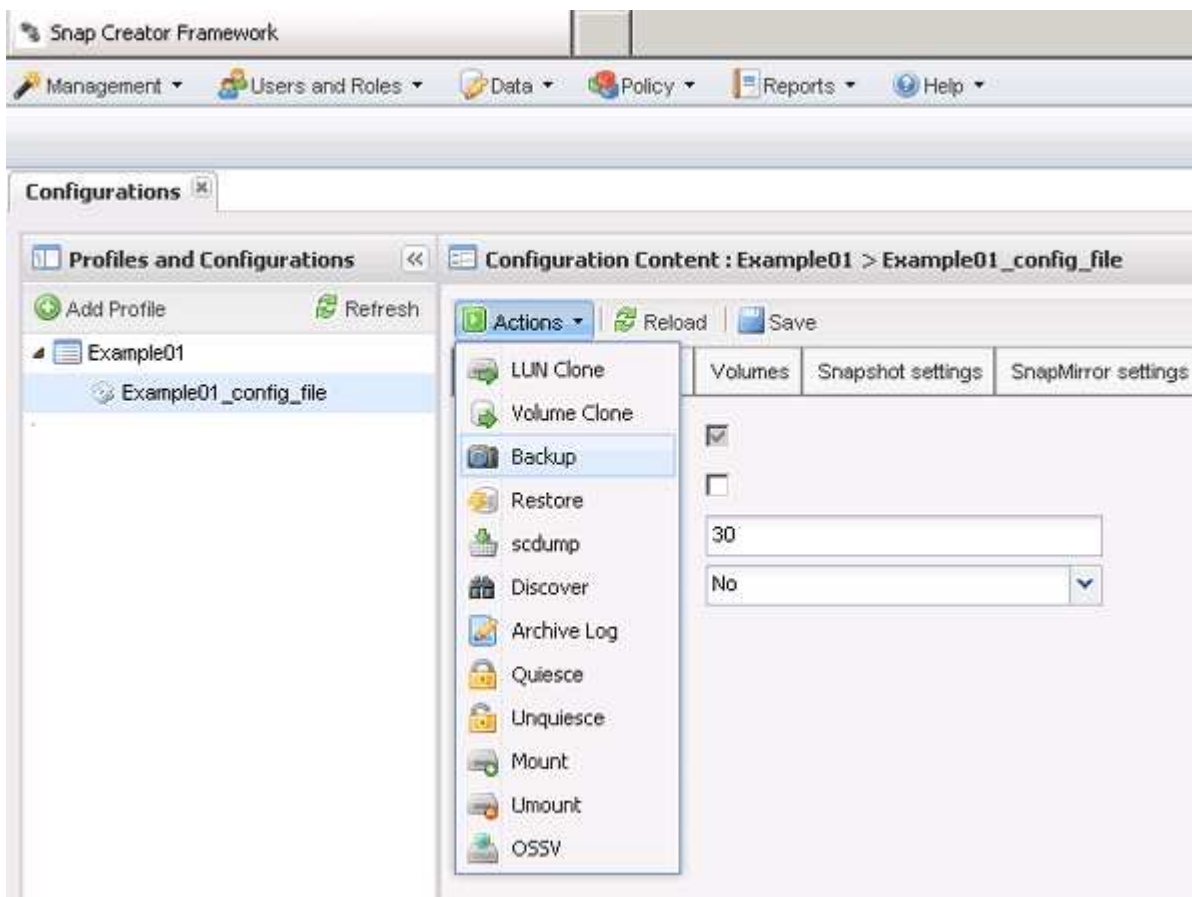 Snap Creator Framework
Management Users and Roles Data Policy Reports Help
Configurations
Profiles and Configurations
Configuration Content : Example01 > Example01_config_file
Add Profile Refresh
Actions Reload Save
Example01
Example01_config_file
Volumes Snapshot settings SnapMirror settings
LUN Clone
Volume Clone
Backup
Restore
scdump
30
Discover
No
Archive Log
Quiesce
Unquiesce
Mount
Umount
OSSV